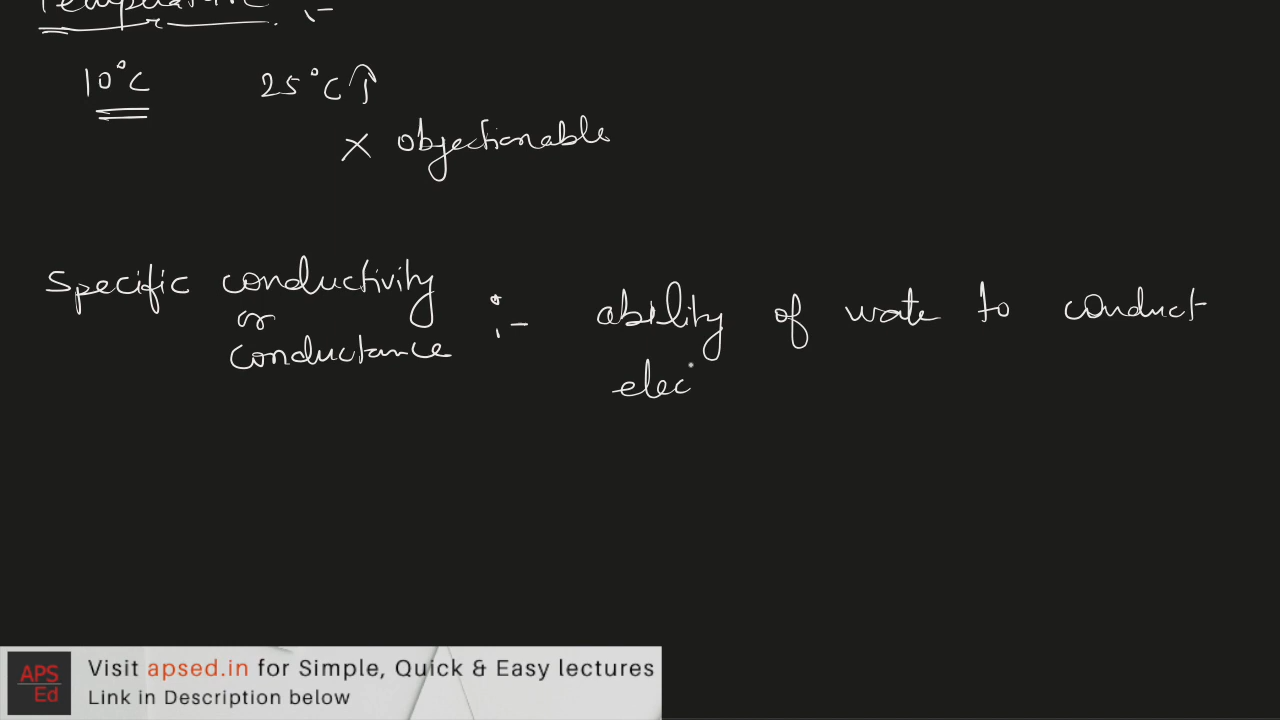 Temperature :-
10°C 25°C ↑
× objectionable
Specific conductivity
or
conductance :- ability of wate to conduct
elec
APS
Ed
Visit apsed.in for Simple, Quick & Easy lectures
Link in Description below